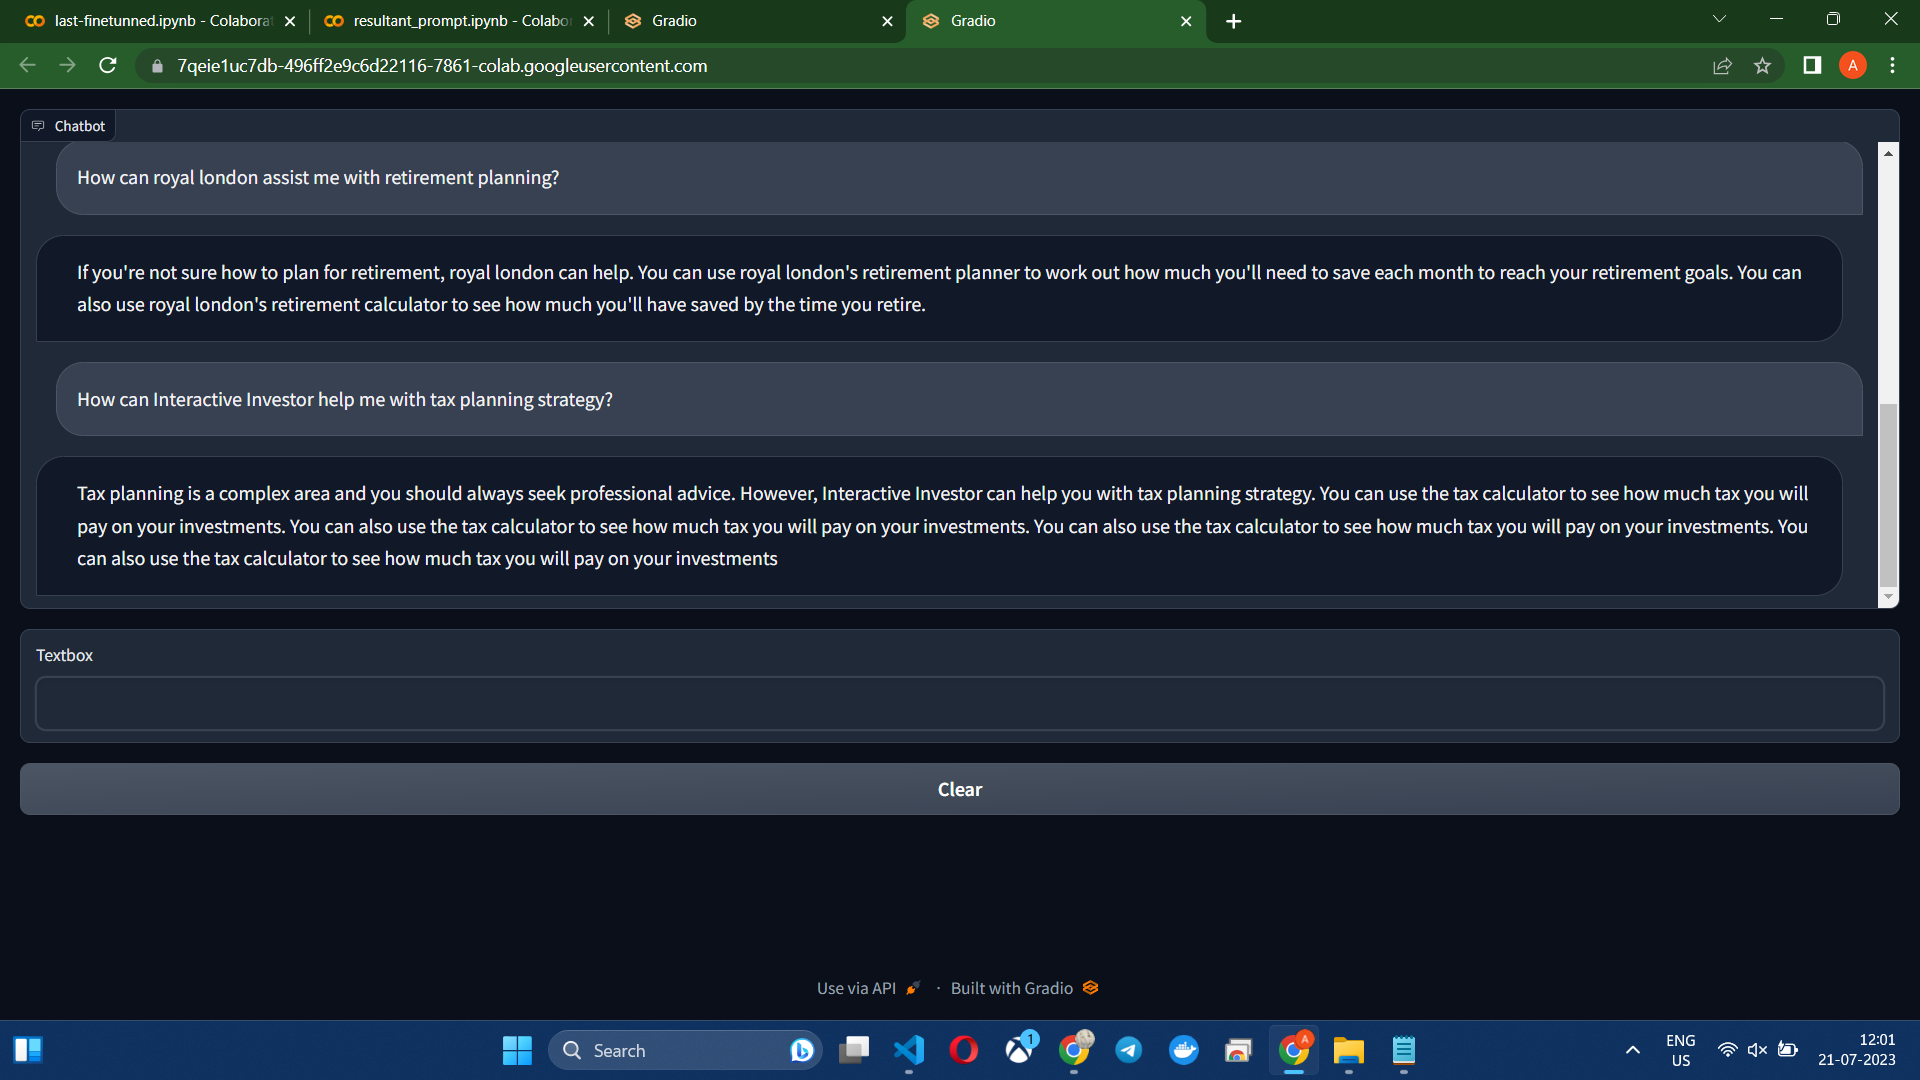 last-finetunned.ipynb - Colaborat
resultant_prompt.ipynb - Colabor
Gradio
Gradio
7qeie1uc7db-496ff2e9c6d22116-7861-colab.googleusercontent.com
A
Chatbot
How can royal london assist me with retirement planning?
If you're not sure how to plan for retirement, royal london can help. You can use royal london's retirement planner to work out how much you'll need to save each month to reach your retirement goals. You can
also use royal london's retirement calculator to see how much you'll have saved by the time you retire.
How can Interactive Investor help me with tax planning strategy?
Tax planning is a complex area and you should always seek professional advice. However, Interactive Investor can help you with tax planning strategy. You can use the tax calculator to see how much tax you will
pay on your investments. You can also use the tax calculator to see how much tax you will pay on your investments. You can also use the tax calculator to see how much tax you will pay on your investments. You
can also use the tax calculator to see how much tax you will pay on your investments
Textbox
Clear
Use via API · Built with Gradio
Search
1
A
ENG
US
12:01
21-07-2023